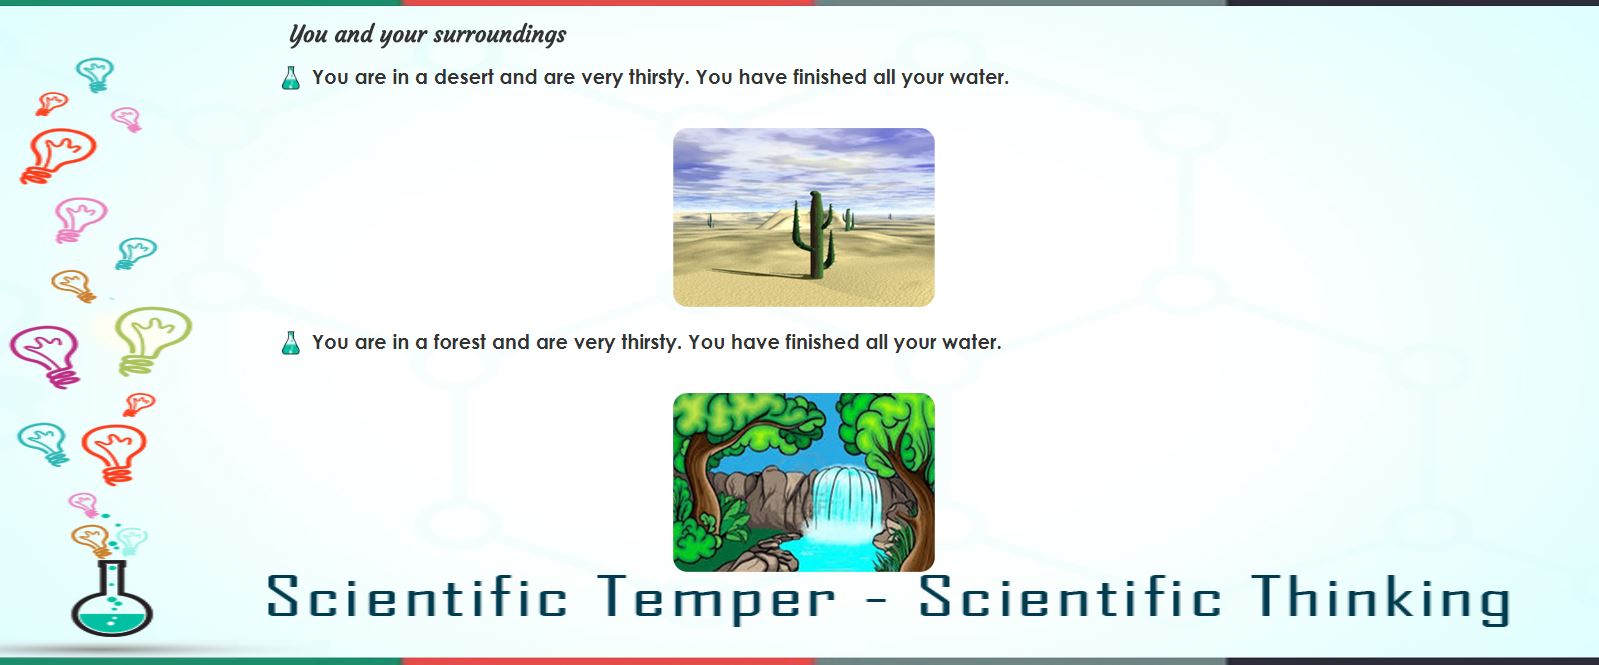 You and your surroundings
You are in a desert and are very thirsty. You have finished all your water.
You are in a forest and are very thirsty. You have finished all your water.
Scientific Temper - Scientific Thinking